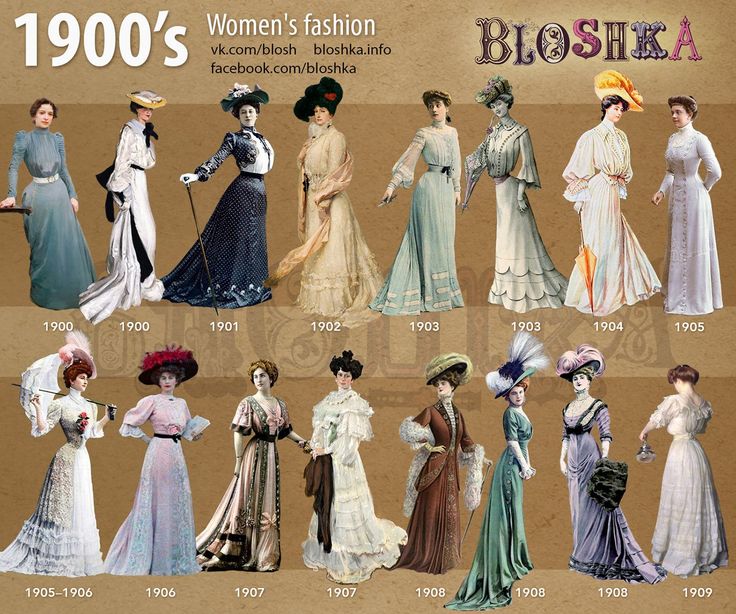 1900's
Women's fashion
vk.com/blosh bloshka.info
facebook.com/bloshka
BLOSHKA
1900 1900 1901 1902 1903 1903 1904 1905
1905–1906 1906 1907 1907 1908 1908 1908 1909